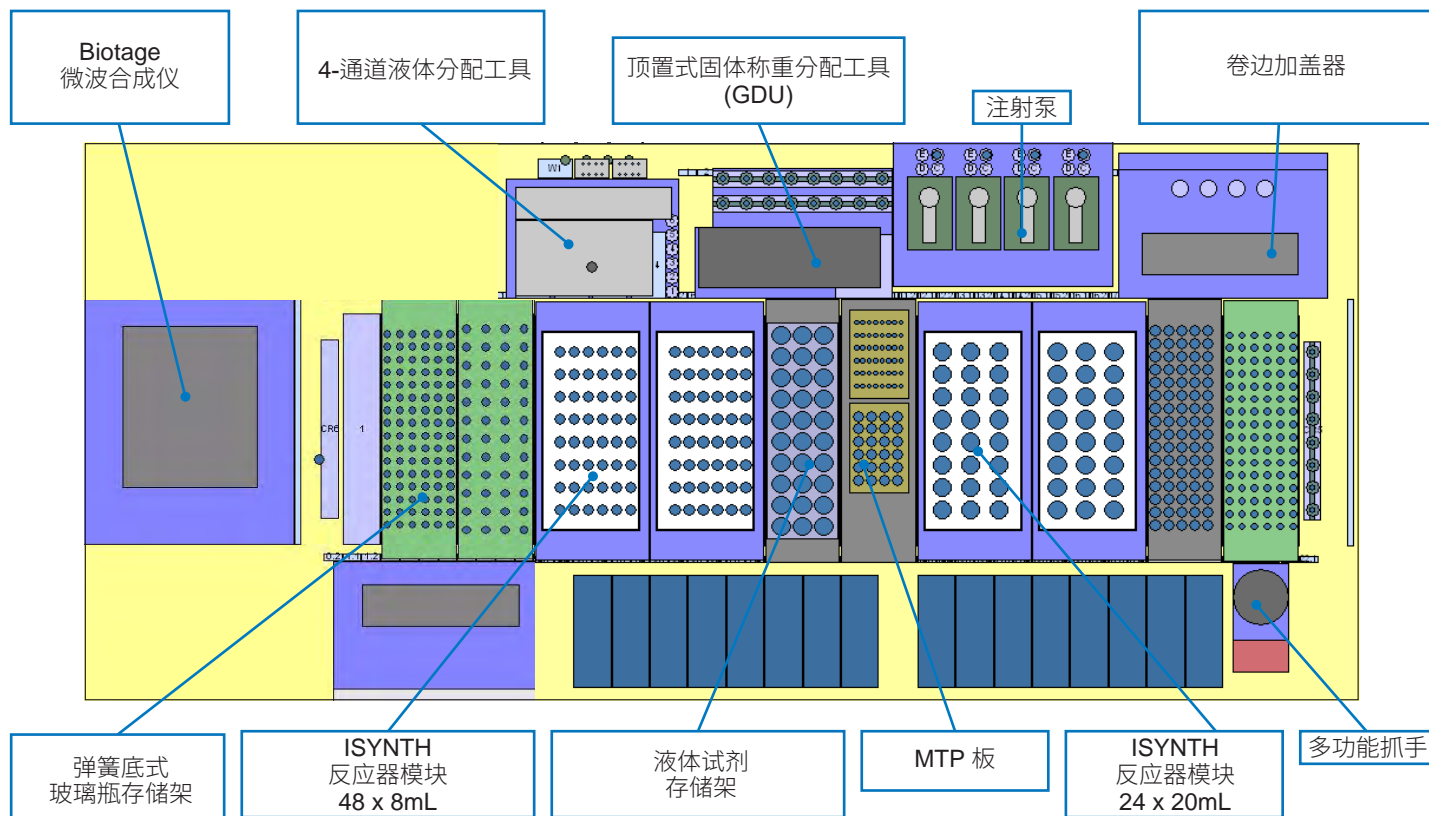 Biotage
微波合成仪
4-通道液体分配工具
顶置式固体称重分配工具
(GDU)
注射泵
卷边加盖器
W1
CR6
1
弹簧底式
玻璃瓶存储架
ISYNTH
反应器模块
48 x 8mL
液体试剂
存储架
MTP 板
ISYNTH
反应器模块
24 x 20mL
多功能抓手